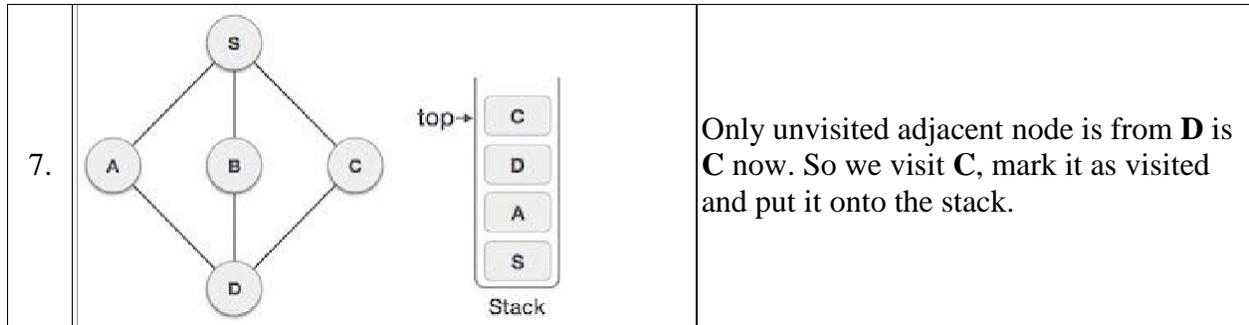 7.
S
A
B
C
D
top→
C
D
A
S
Stack
Only unvisited adjacent node is from D is
C now. So we visit C, mark it as visited
and put it onto the stack.